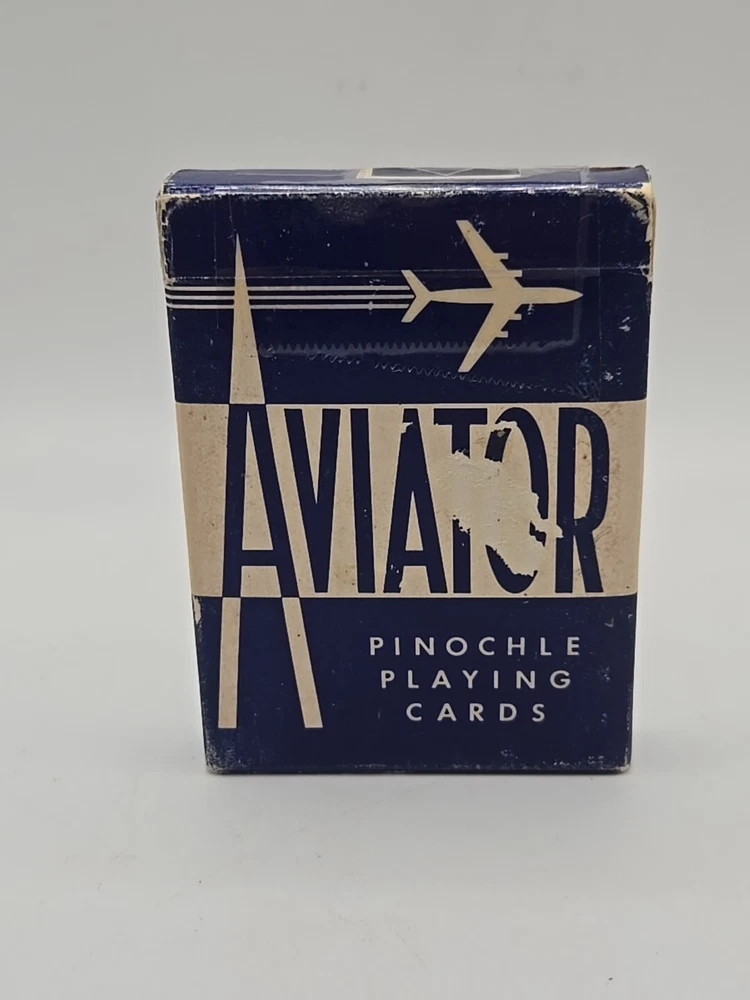 AVIATOR
PINOCHLE
PLAYING
CARDS